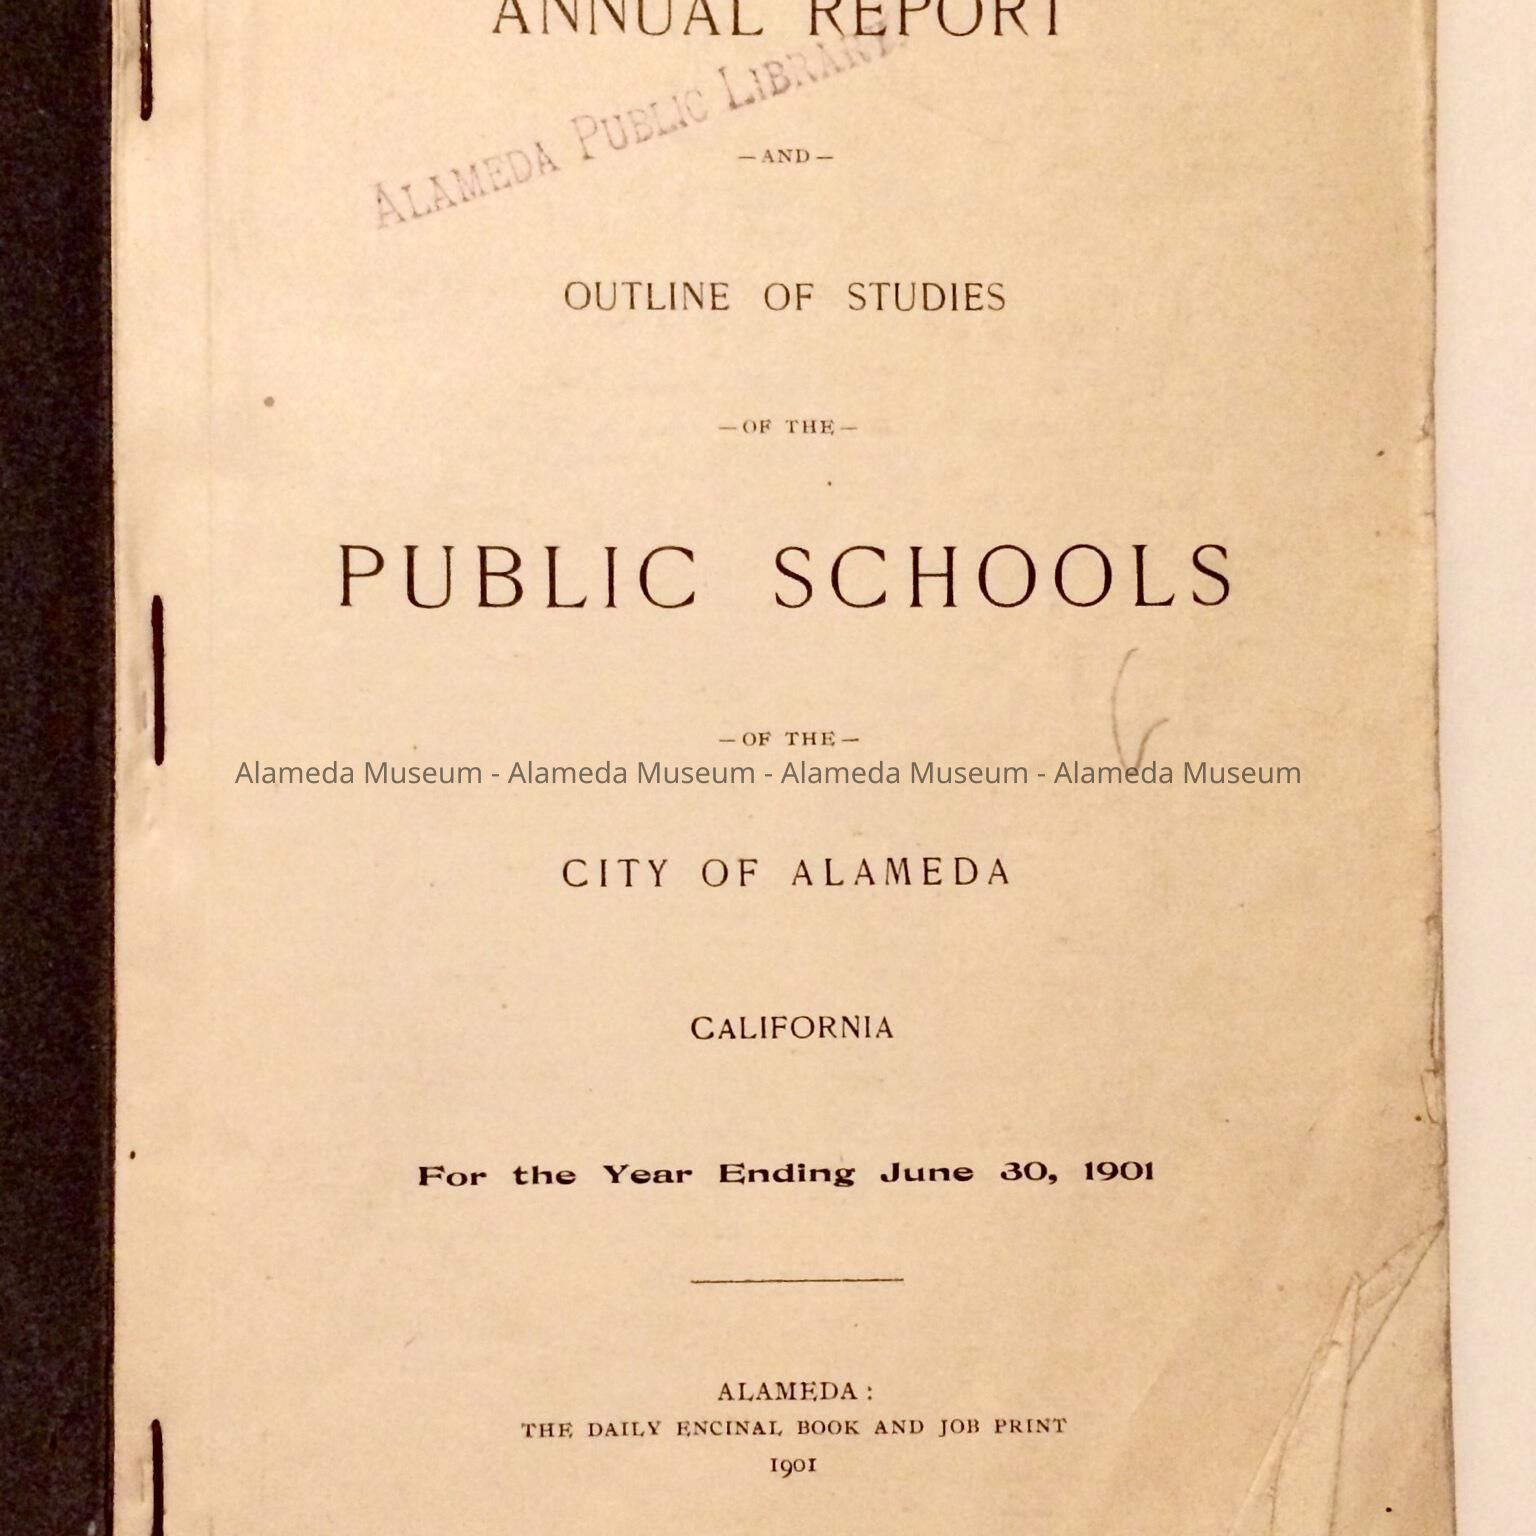 ANNUAL REPORT
ALAMEDA PUBLIC LIBRARY.
—AND—
OUTLINE OF STUDIES
—OF THE—
PUBLIC SCHOOLS
—OF THE—
Alameda Museum - Alameda Museum - Alameda Museum - Alameda Museum
CITY OF ALAMEDA
CALIFORNIA
For the Year Ending June 30, 1901
ALAMEDA:
THE DAILY ENCINAL BOOK AND JOB PRINT
1901